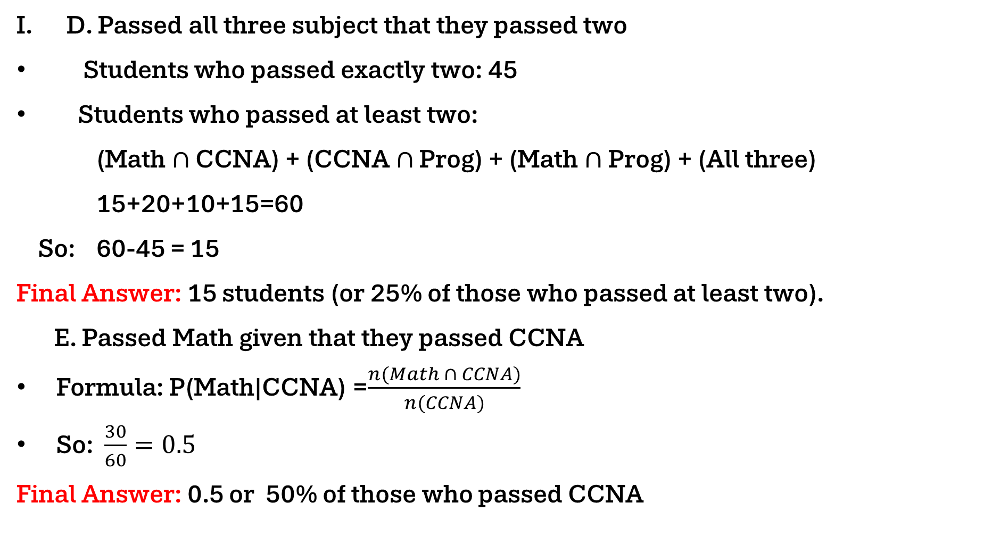 I. D. Passed all three subject that they passed two
• Students who passed exactly two: 45
• Students who passed at least two:
(Math ∩ CCNA) + (CCNA ∩ Prog) + (Math ∩ Prog) + (All three)
15+20+10+15=60
So: 60-45 = 15
Final Answer: 15 students (or 25% of those who passed at least two).
E. Passed Math given that they passed CCNA
• Formula: P(Math|CCNA) = n(Math ∩ CCNA) / n(CCNA)
• So: 30/60 = 0.5
Final Answer: 0.5 or 50% of those who passed CCNA